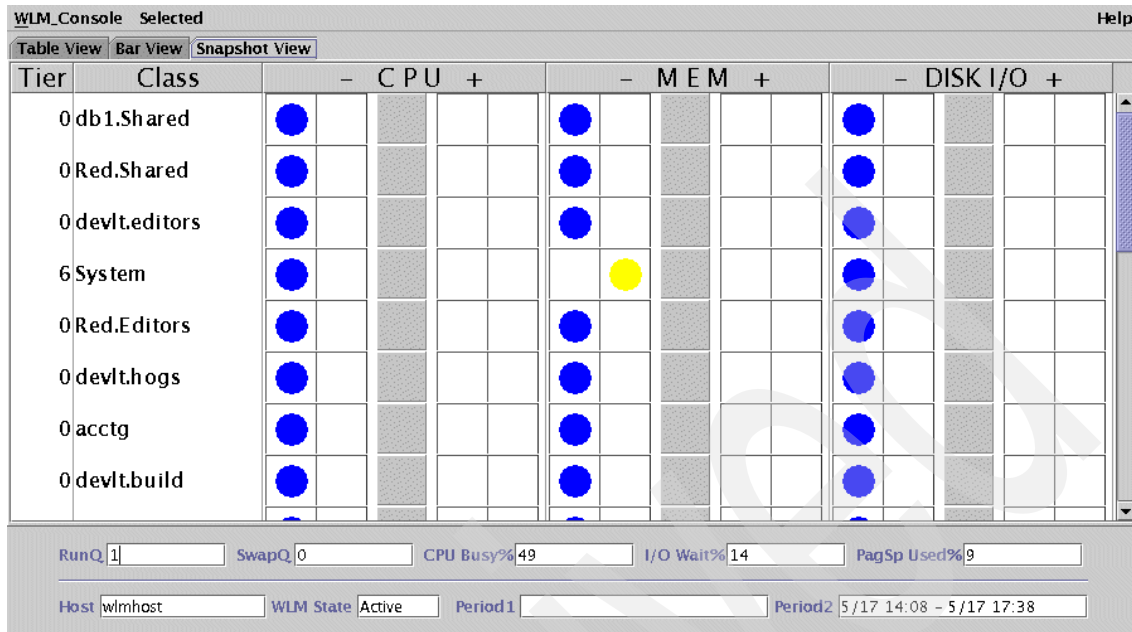 WLM_Console Selected Help
Table View Bar View Snapshot View
Tier Class - CPU + - MEM + - DISK I/O +
0 db1.Shared
0 Red.Shared
0 devlt.editors
6 System
0 Red.Editors
0 devlt.hogs
0 acctg
0 devlt.build
RunQ 1 SwapQ 0 CPU Busy% 49 I/O Wait% 14 PagSp Used% 9
Host wlmhost WLM State Active Period1 Period2 5/17 14:08 - 5/17 17:38